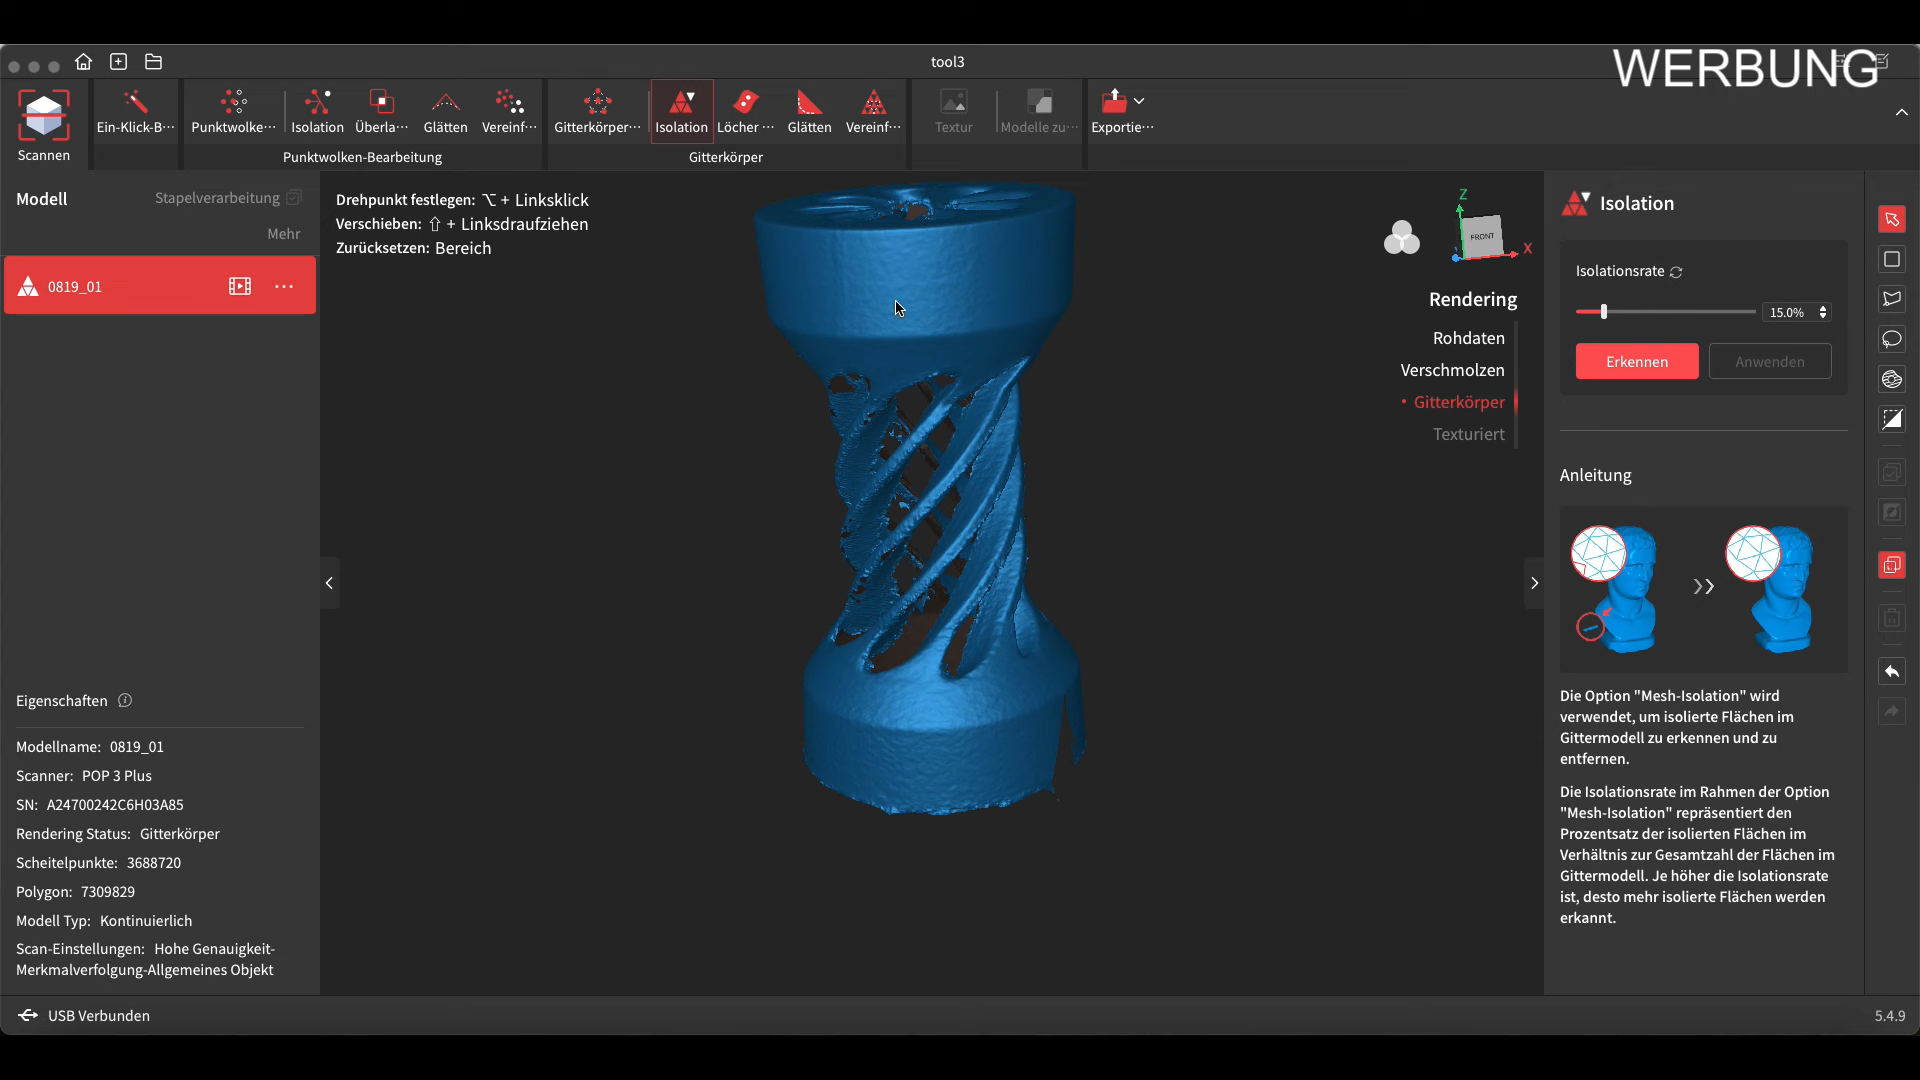 tool3
WERBUNG
Scannen
Ein-Klick-B···
Punktwolke···
Isolation
Überla···
Glätten
Vereinf···
Punktwolken-Bearbeitung
Gitterkörper···
Isolation
Löcher ···
Glätten
Vereinf···
Gitterkörper
Textur
Modelle zu···
Exportie···
Modell
Stapelverarbeitung
Mehr
0819_01
Drehpunkt festlegen: ⌥ + Linksklick
Verschieben: ⇧ + Linksdraufziehen
Zurücksetzen: Bereich
Z
FRONT
X
Rendering
Rohdaten
Verschmolzen
• Gitterkörper
Texturiert
Isolation
Isolationsrate
15.0%
Erkennen
Anwenden
Anleitung
Die Option "Mesh-Isolation" wird
verwendet, um isolierte Flächen im
Gittermodell zu erkennen und zu
entfernen.
Die Isolationsrate im Rahmen der Option
"Mesh-Isolation" repräsentiert den
Prozentsatz der isolierten Flächen im
Verhältnis zur Gesamtzahl der Flächen im
Gittermodell. Je höher die Isolationsrate
ist, desto mehr isolierte Flächen werden
erkannt.
Eigenschaften
Modellname: 0819_01
Scanner: POP 3 Plus
SN: A24700242C6H03A85
Rendering Status: Gitterkörper
Scheitelpunkte: 3688720
Polygon: 7309829
Modell Typ: Kontinuierlich
Scan-Einstellungen: Hohe Genauigkeit-
Merkmalverfolgung-Allgemeines Objekt
USB Verbunden
5.4.9